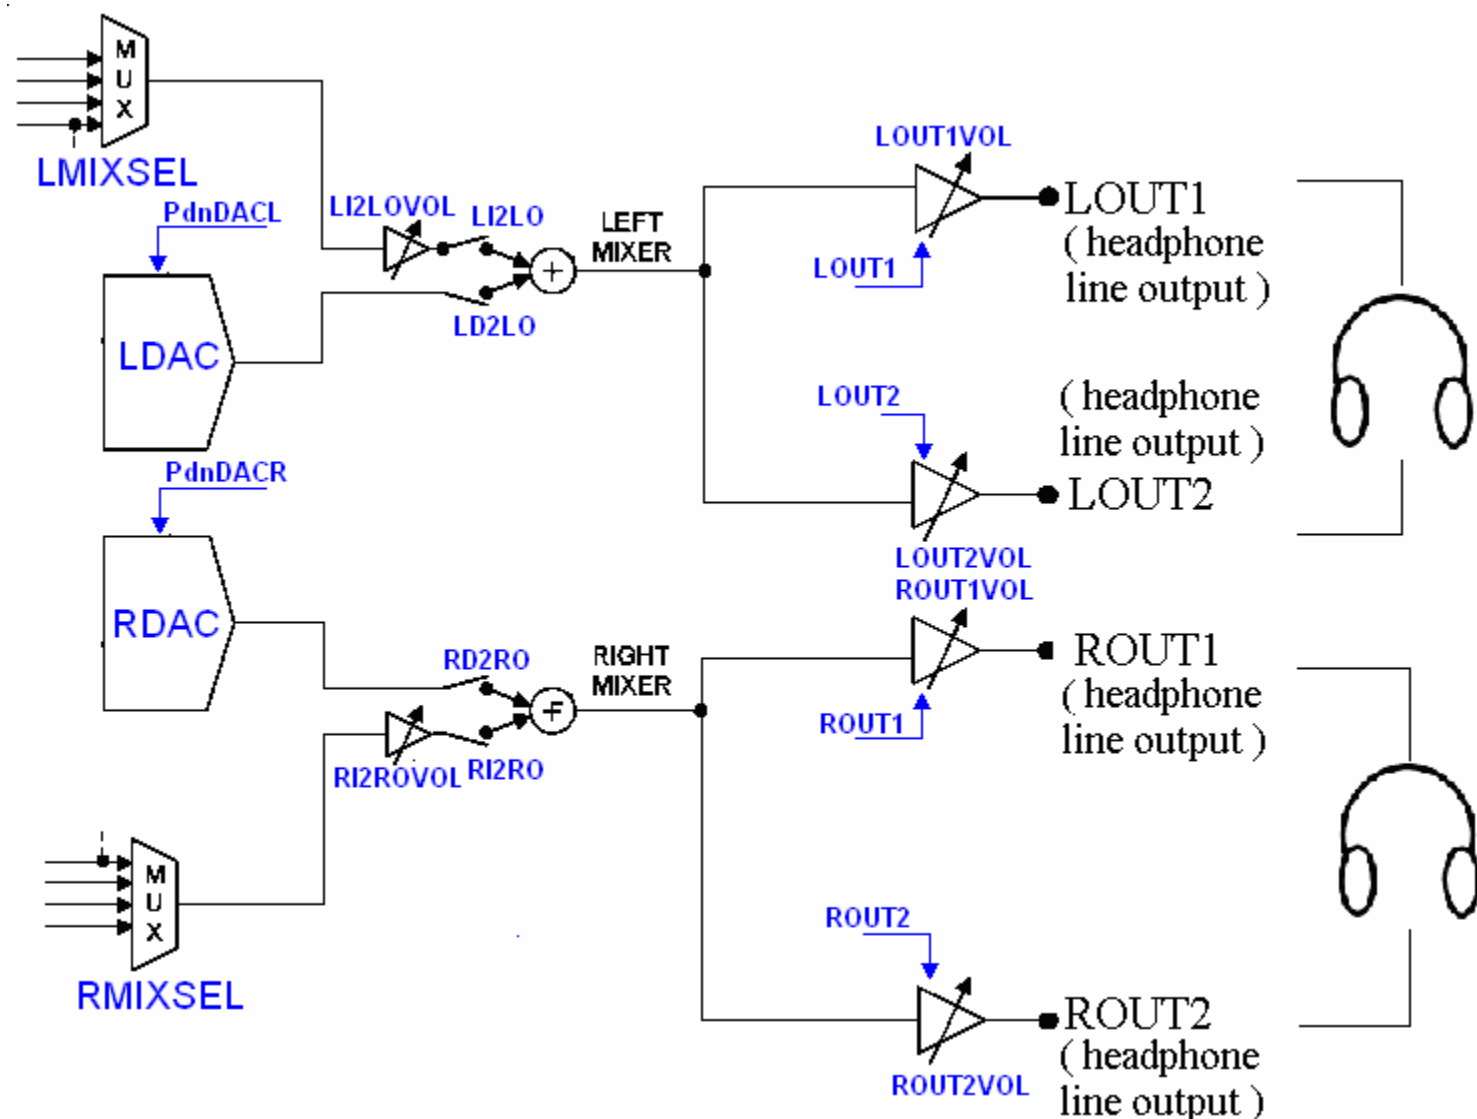 M
U
X
LMIXSEL
PdnDACL
LDAC
LI2LOVOL
LI2LO
LD2LO
LEFT
MIXER
LOUT1VOL
LOUT1
LOUT1
( headphone
line output )
LOUT2
( headphone
line output )
LOUT2
LOUT2VOL
PdnDACR
RDAC
RD2RO
RI2ROVOL
RI2RO
RIGHT
MIXER
ROUT1VOL
ROUT1
ROUT1
( headphone
line output )
M
U
X
RMIXSEL
ROUT2
ROUT2VOL
ROUT2
( headphone
line output )